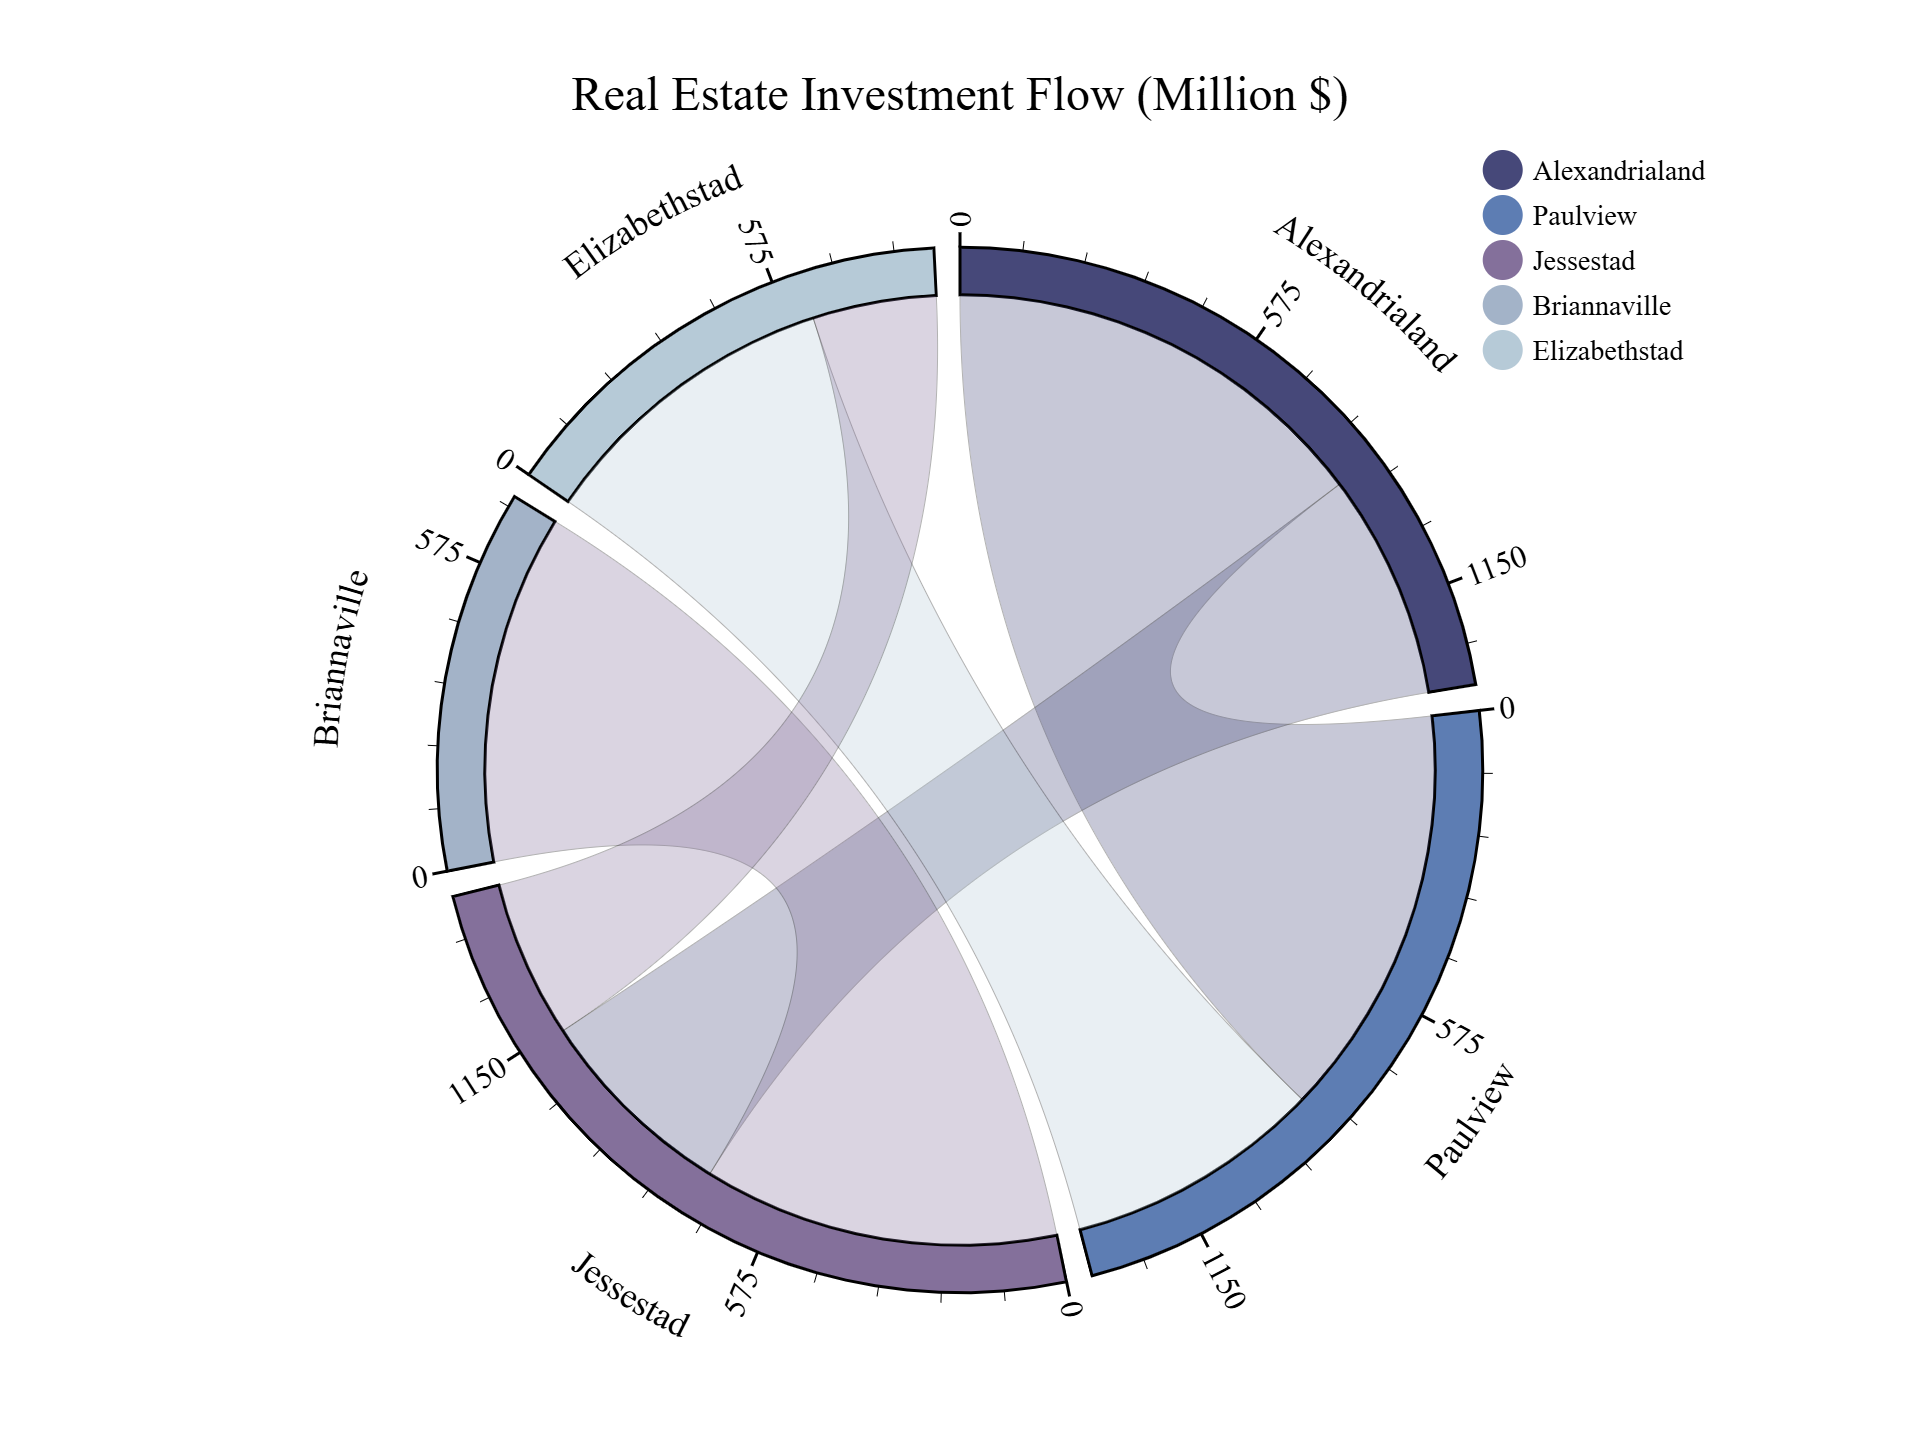 Real Estate Investment Flow (Million $)
Alexandrialand
Paulview
Jessestad
Briannaville
Elizabethstad
Alexandrialand
0
575
1150
Paulview
0
575
1150
Jessestad
0
575
1150
Briannaville
0
575
Elizabethstad
0
575